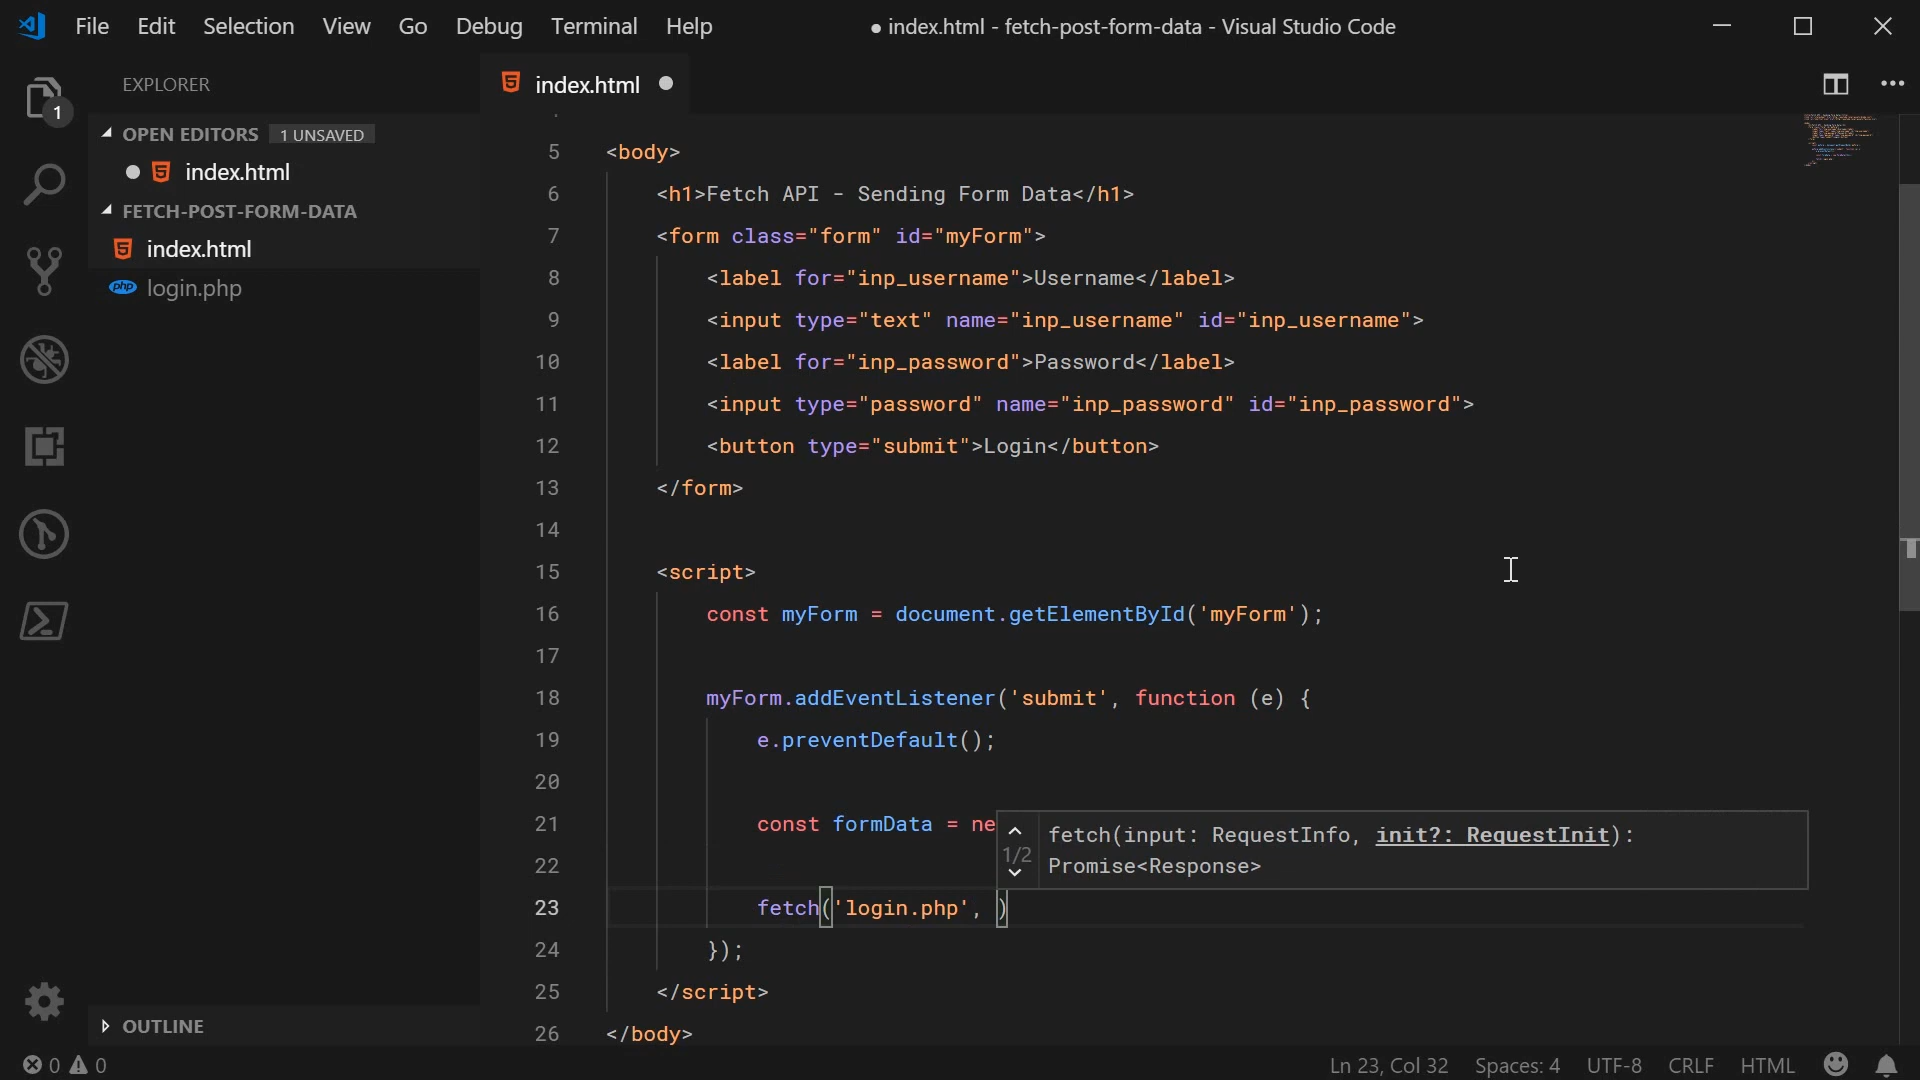 File Edit Selection View Go Debug Terminal Help
● index.html - fetch-post-form-data - Visual Studio Code
EXPLORER
1
OPEN EDITORS 1 UNSAVED
index.html
FETCH-POST-FORM-DATA
index.html
php login.php
OUTLINE
index.html
5 <body>
6 <h1>Fetch API - Sending Form Data</h1>
7 <form class="form" id="myForm">
8 <label for="inp_username">Username</label>
9 <input type="text" name="inp_username" id="inp_username">
10 <label for="inp_password">Password</label>
11 <input type="password" name="inp_password" id="inp_password">
12 <button type="submit">Login</button>
13 </form>
14
15 <script>
16 const myForm = document.getElementById('myForm');
17
18 myForm.addEventListener('submit', function (e) {
19 e.preventDefault();
20
21 const formData = ne
1/2 fetch(input: RequestInfo, init?: RequestInit):
Promise<Response>
22
23 fetch('login.php', )
24 });
25 </script>
26 </body>
0 0
Ln 23, Col 32 Spaces: 4 UTF-8 CRLF HTML